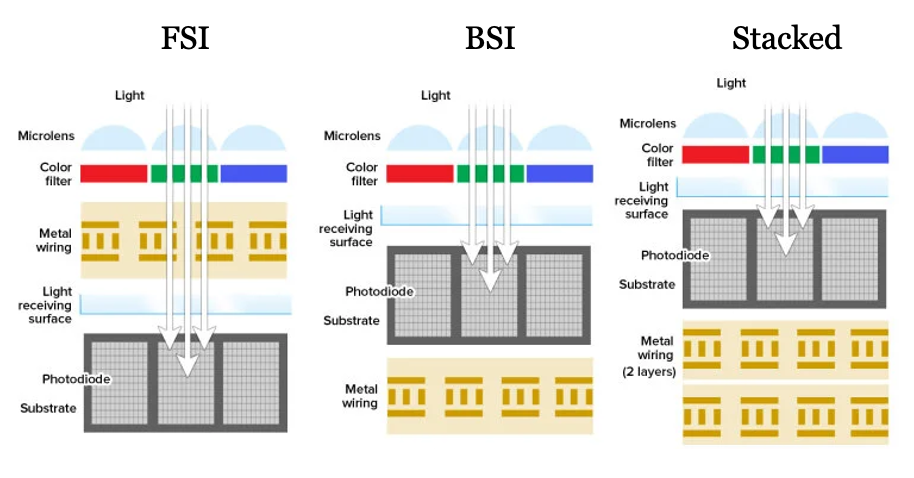 FSI
Light
Microlens
Color
filter
Metal
wiring
Light
receiving
surface
Photodiode
Substrate
BSI
Light
Microlens
Color
filter
Light
receiving
surface
Photodiode
Substrate
Metal
wiring
Stacked
Light
Microlens
Color
filter
Light
receiving
surface
Photodiode
Substrate
Metal
wiring
(2 layers)